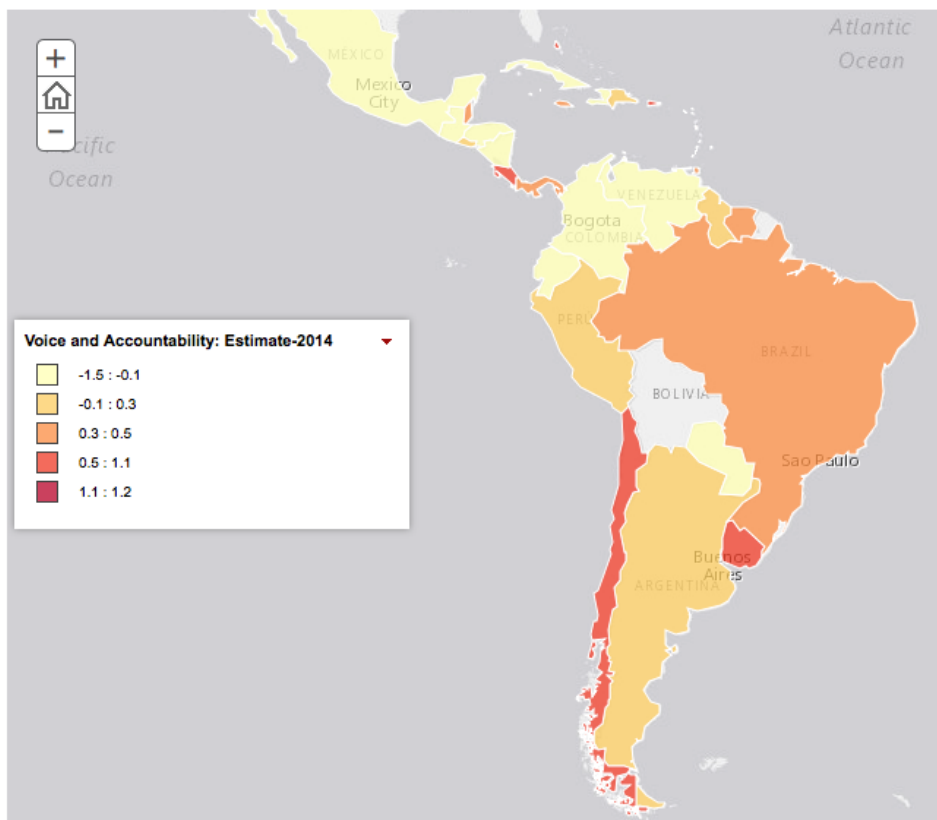 Atlantic
Ocean
+
−
MÉXICO
Mexico
City
Pacific
Ocean
VENEZUELA
Bogota
COLOMBIA
PERU
BRAZIL
BOLIVIA
Sao Paulo
Buenos
Aires
ARGENTINA
Voice and Accountability: Estimate-2014
-1.5 : -0.1
-0.1 : 0.3
0.3 : 0.5
0.5 : 1.1
1.1 : 1.2